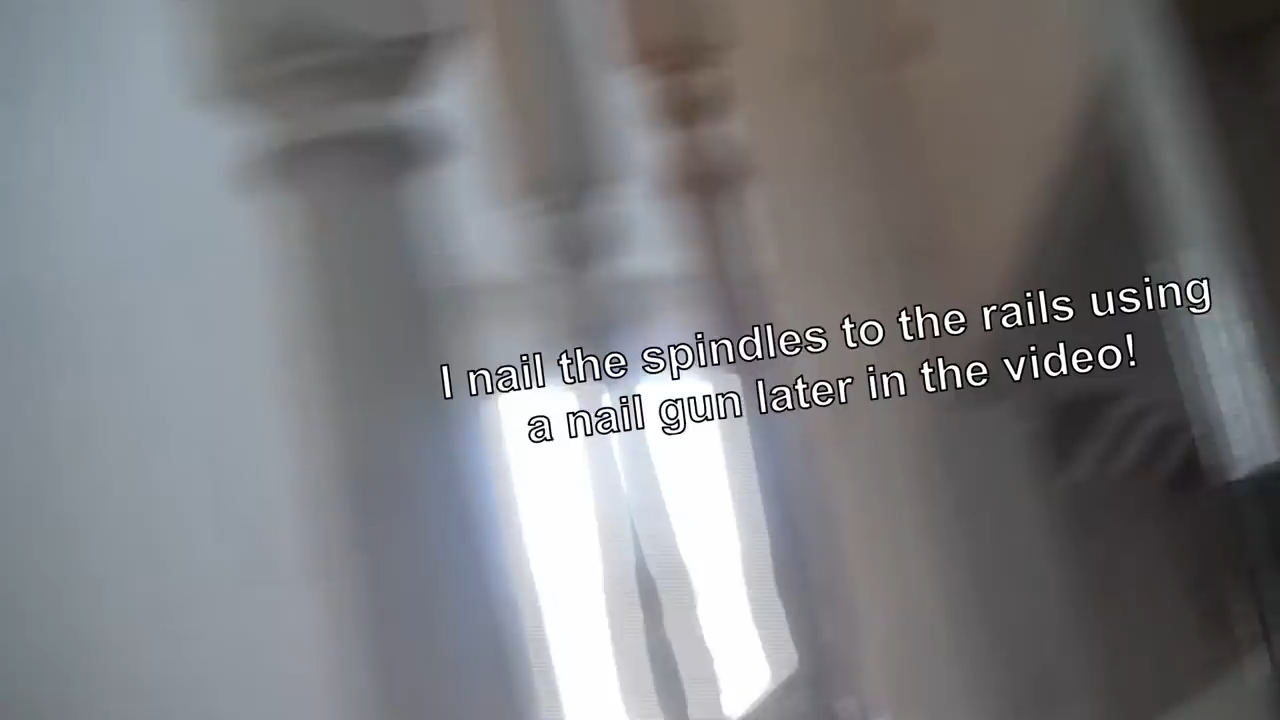 I nail the spindles to the rails using
a nail gun later in the video!